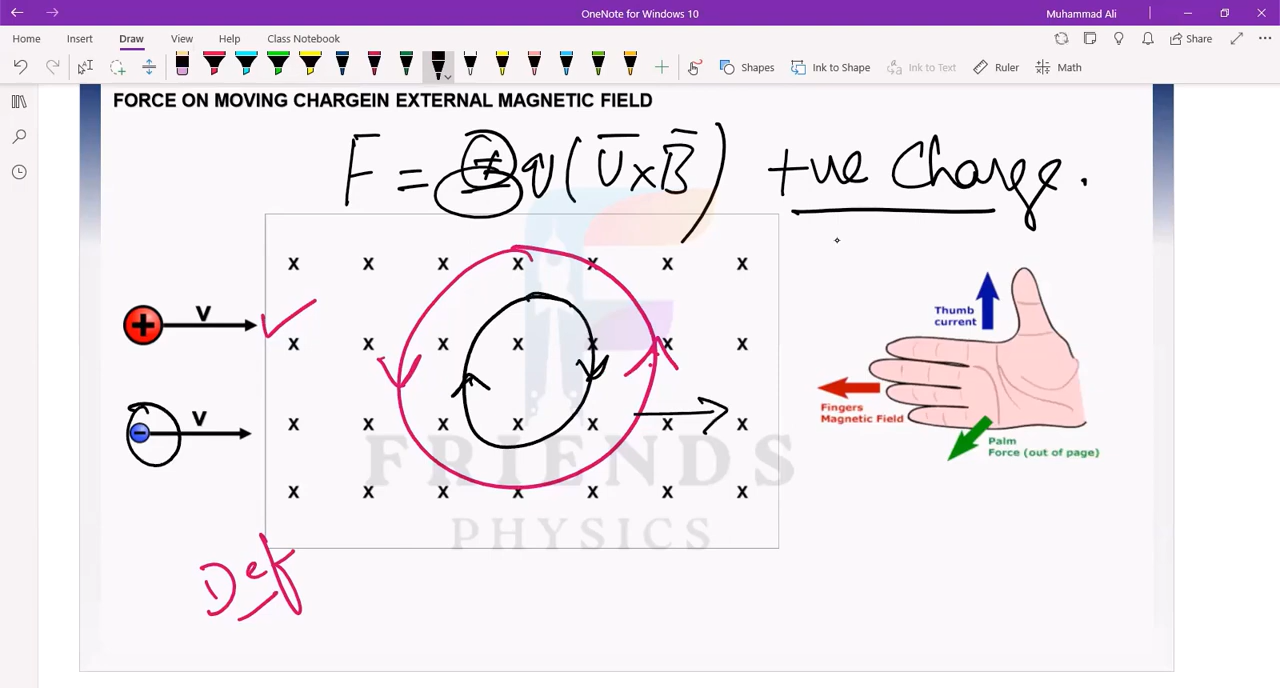 OneNote for Windows 10
Muhammad Ali
Home Insert Draw View Help Class Notebook
Share
Shapes Ink to Shape Ink to Text Ruler Math
FORCE ON MOVING CHARGEIN EXTERNAL MAGNETIC FIELD
F = ± q(V×B) +ve Charge.
x x x x x x x
+ V
x x x x x x x
- V
x x x x x x x
x x x x x x x
Thumb
current
Fingers
Magnetic Field
Palm
Force (out of page)
FRIENDS
PHYSICS
Def